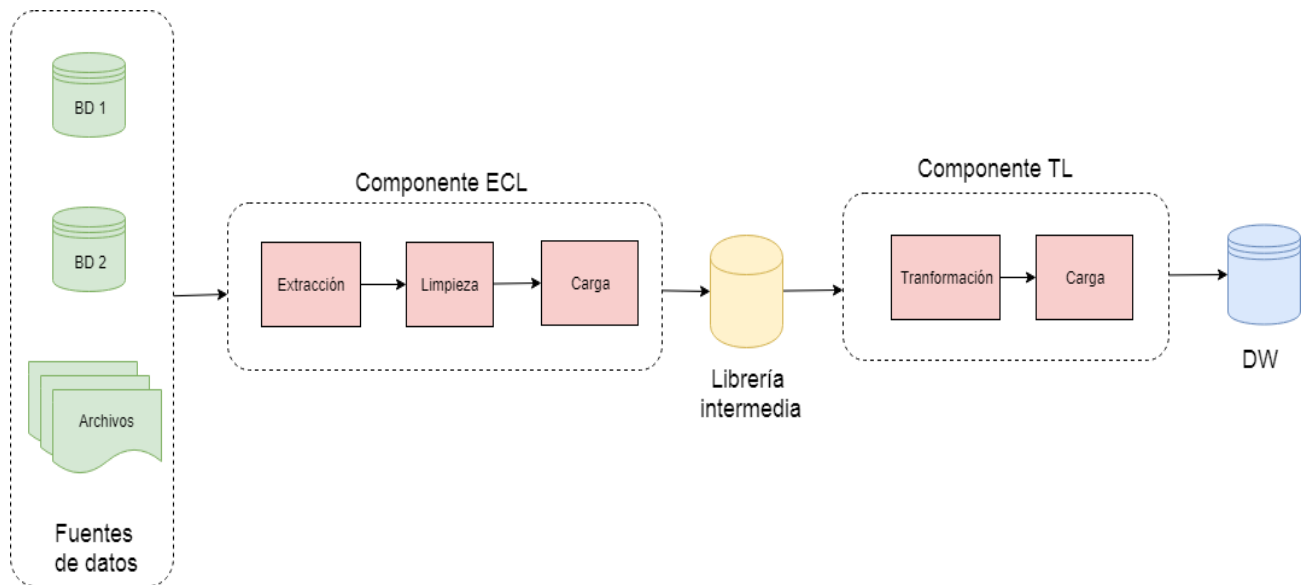 BD 1
BD 2
Archivos
Fuentes
de datos
Componente ECL
Extracción
Limpieza
Carga
Librería
intermedia
Componente TL
Tranformación
Carga
DW